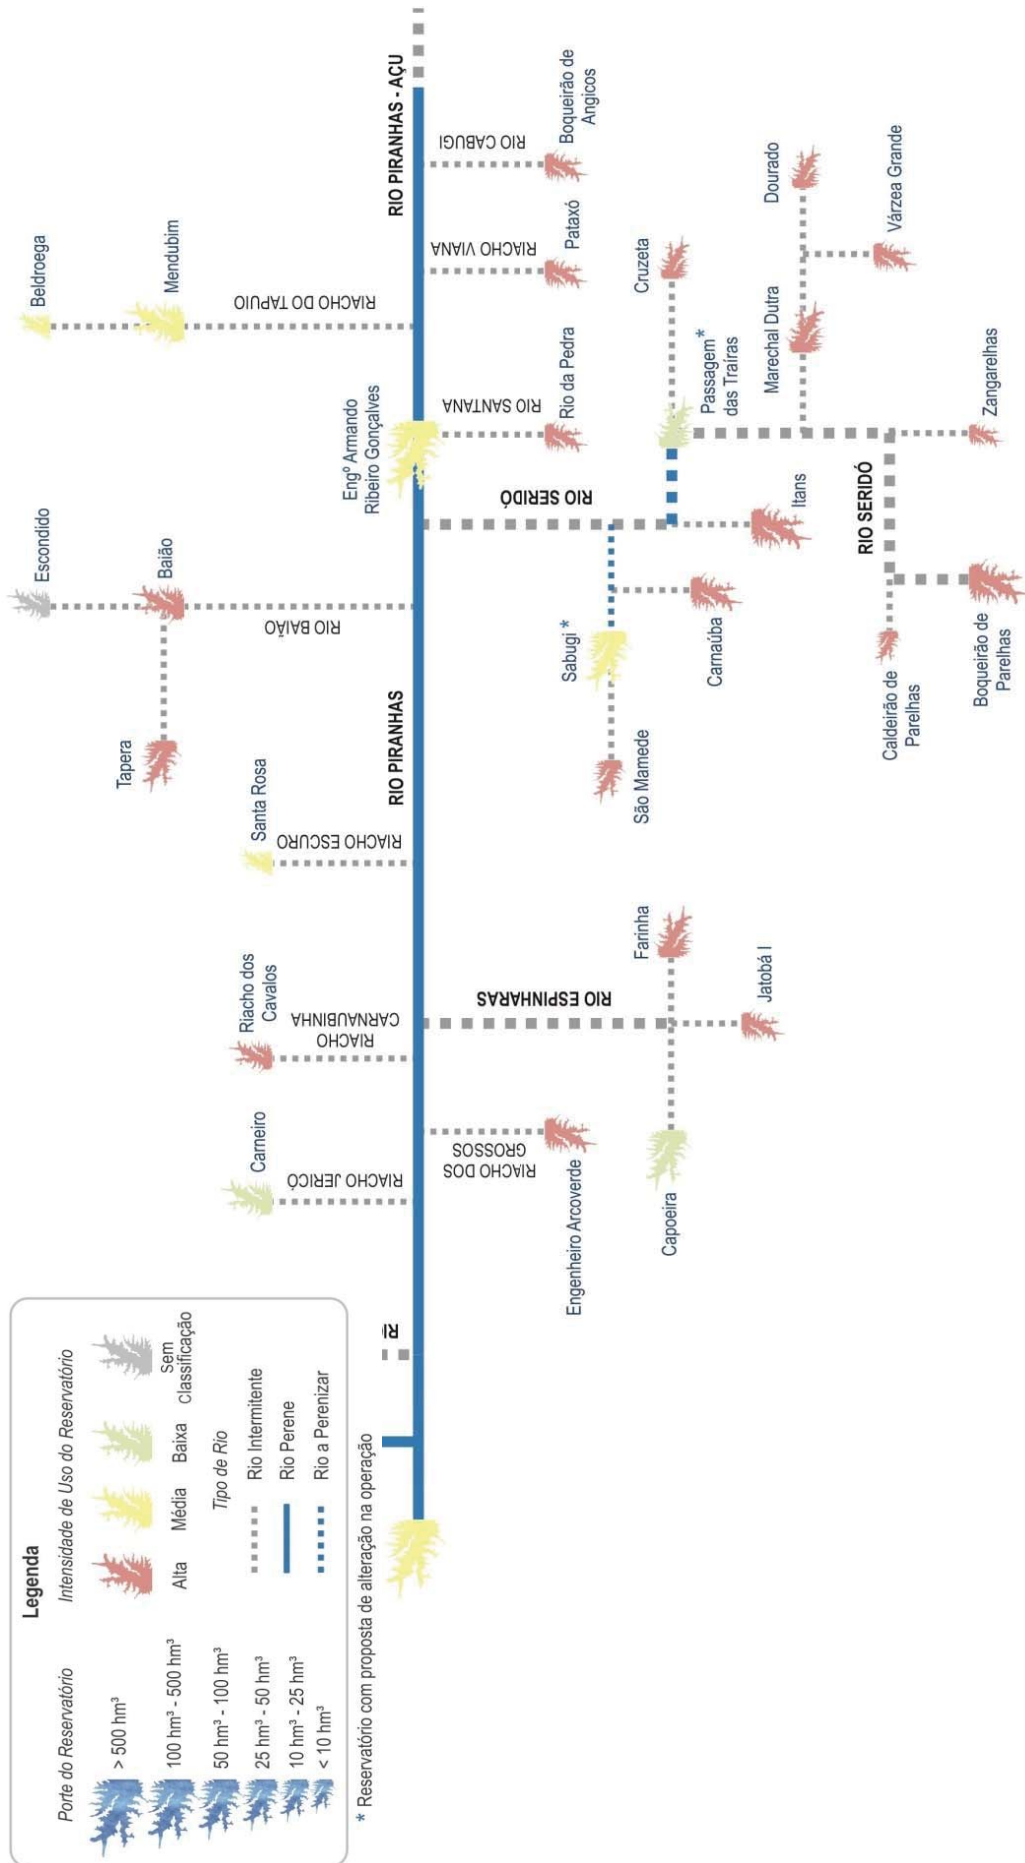 Legenda
Porte do Reservatório
> 500 hm³
100 hm³ - 500 hm³
50 hm³ - 100 hm³
25 hm³ - 50 hm³
10 hm³ - 25 hm³
< 10 hm³
Intensidade de Uso do Reservatório
Alta
Média
Baixa
Sem
Classificação
Tipo de Rio
Rio Intermitente
Rio Perene
Rio a Perenizar
* Reservatório com proposta de alteração na operação
Carneiro
RIACHO JERICÓ
Riacho dos
Cavalos
RIACHO
CARNAUBINHA
Santa Rosa
RIACHO ESCURO
Tapera
Escondido
Baião
RIO BAIÃO
Beldroega
Mendubim
RIACHO DO TAPUIO
RIO PIRANHAS
Engº Armando
Ribeiro Gonçalves
RIO PIRANHAS - AÇU
RIACHO DOS
GROSSOS
Engenheiro Arcoverde
RIO ESPINHARAS
Capoeira
Farinha
Jatobá I
RIO SERIDÓ
Sabugi *
São Mamede
Carnaúba
Itans
RIO SANTANA
Rio da Pedra
RIACHO VIANA
Pataxó
RIO CABUGI
Boqueirão de
Angicos
Cruzeta
Passagem *
das Traíras
Marechal Dutra
Dourado
Várzea Grande
Zangarelhas
RIO SERIDÓ
Caldeirão de
Parelhas
Boqueirão de
Parelhas